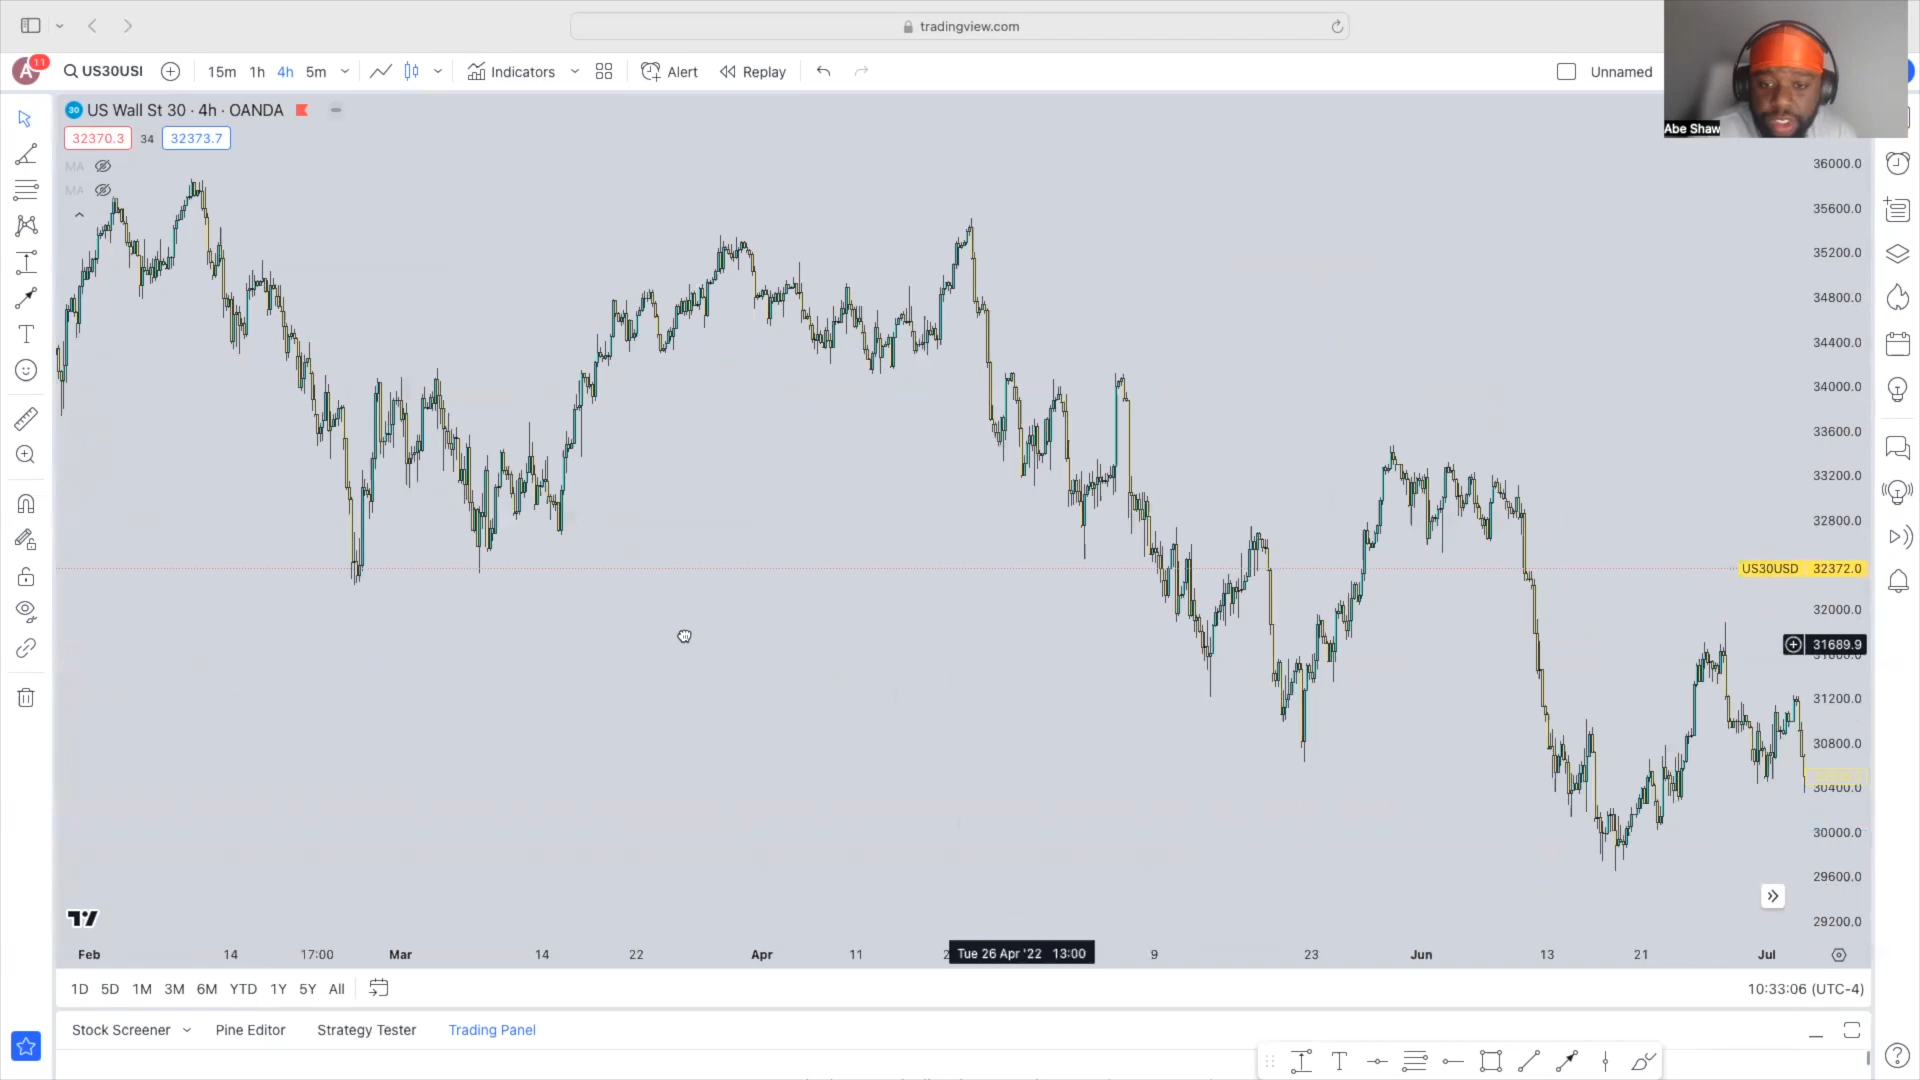 tradingview.com
A 11 US30USI 15m 1h 4h 5m Indicators Alert Replay Unnamed
30 US Wall St 30 · 4h · OANDA
32370.3 34 32373.7
MA
MA
Abe Shaw
36000.0
35600.0
35200.0
34800.0
34400.0
34000.0
33600.0
33200.0
32800.0
US30USD 32372.0
32000.0
31689.9
31200.0
30800.0
30400.0
30000.0
29600.0
29200.0
Feb 14 17:00 Mar 14 22 Apr 11 2 Tue 26 Apr '22 13:00 9 23 Jun 13 21 Jul
1D 5D 1M 3M 6M YTD 1Y 5Y All 10:33:06 (UTC-4)
Stock Screener Pine Editor Strategy Tester Trading Panel